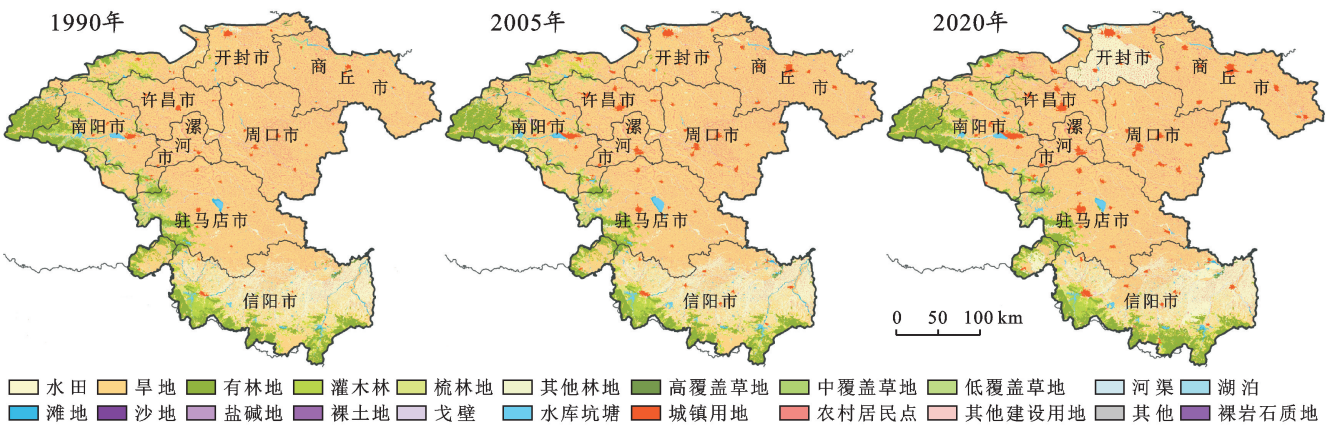 1990年
2005年
2020年
开封市
商丘市
许昌市
南阳市
漯河市
周口市
驻马店市
信阳市
开封市
商丘市
许昌市
南阳市
漯河市
周口市
驻马店市
信阳市
开封市
商丘市
许昌市
南阳市
漯河市
周口市
驻马店市
信阳市
0 50 100 km
水田 旱地 有林地 灌木林 梳林地 其他林地 高覆盖草地 中覆盖草地 低覆盖草地 河渠 湖泊
滩地 沙地 盐碱地 裸土地 戈壁 水库坑塘 城镇用地 农村居民点 其他建设用地 其他 裸岩石质地